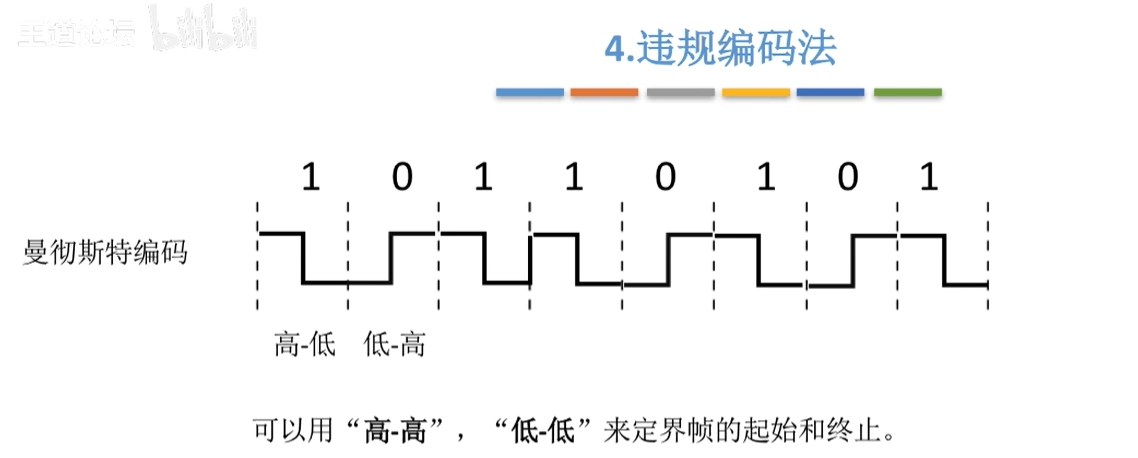 王道论坛 bilibili
4.违规编码法
1 0 1 1 0 1 0 1
曼彻斯特编码
高-低 低-高
可以用“高-高”，“低-低”来定界帧的起始和终止。